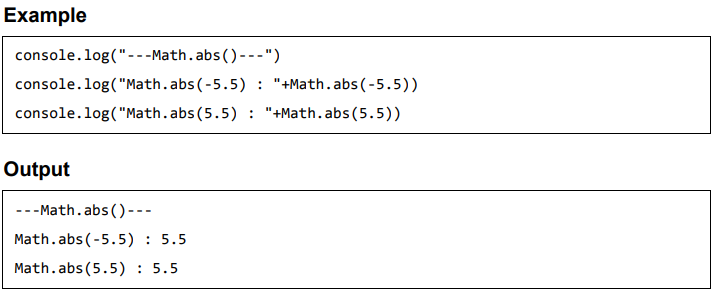 Example
console.log("---Math.abs()---")
console.log("Math.abs(-5.5) : "+Math.abs(-5.5))
console.log("Math.abs(5.5) : "+Math.abs(5.5))
Output
---Math.abs()---
Math.abs(-5.5) : 5.5
Math.abs(5.5) : 5.5